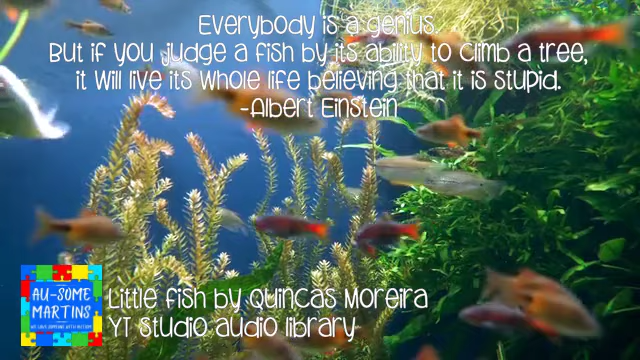 Everybody is a genius.
But if you judge a fish by its ability to climb a tree,
it will live its whole life believing that it is stupid.
-Albert Einstein
AU-SOME
MARTINS
Little fish by Quincas Moreira
YT studio audio library